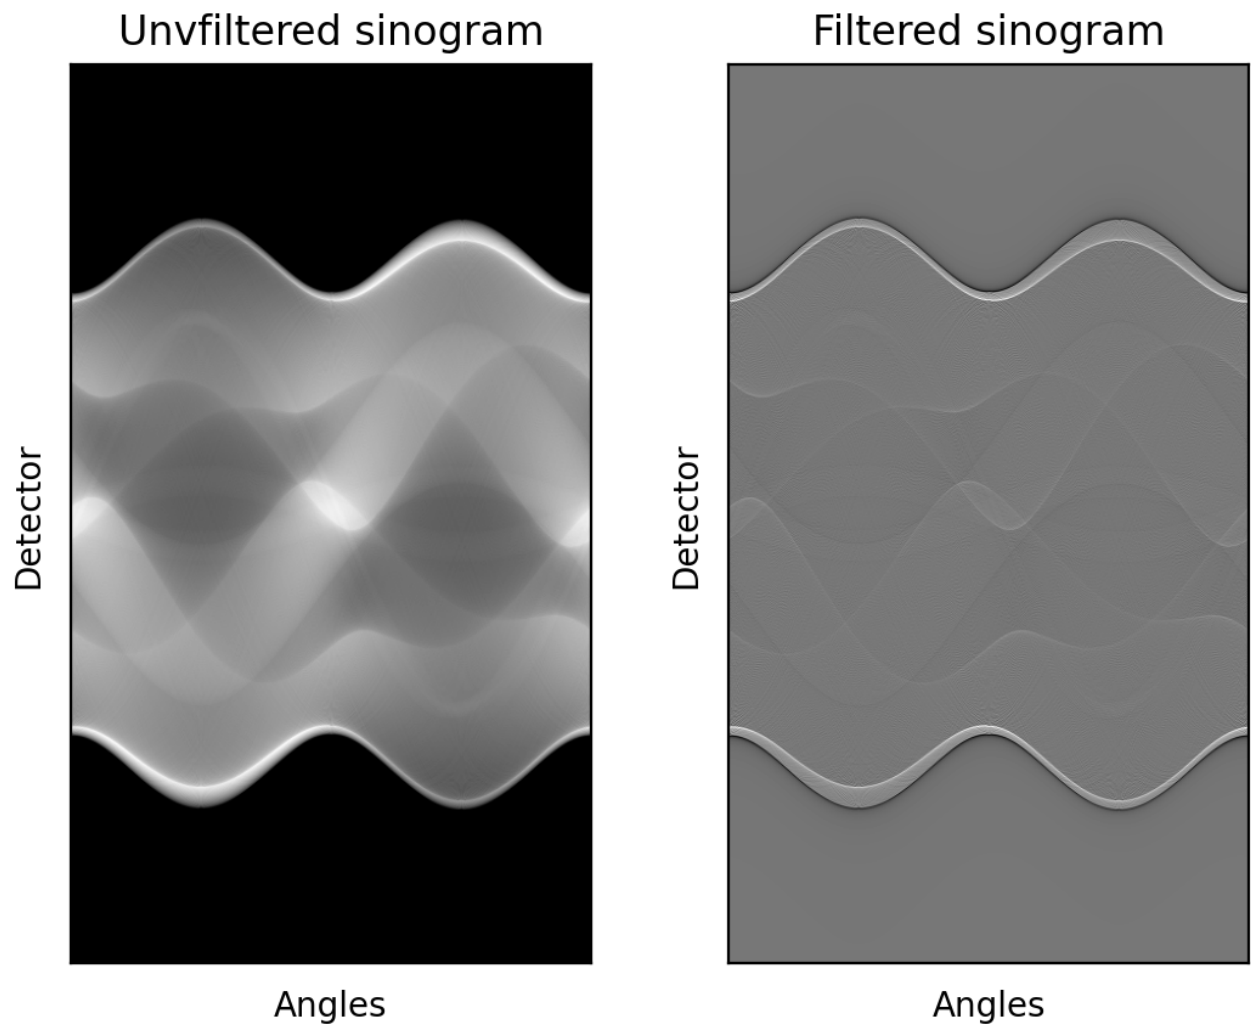 Unvfiltered sinogram
Filtered sinogram
Detector
Detector
Angles
Angles